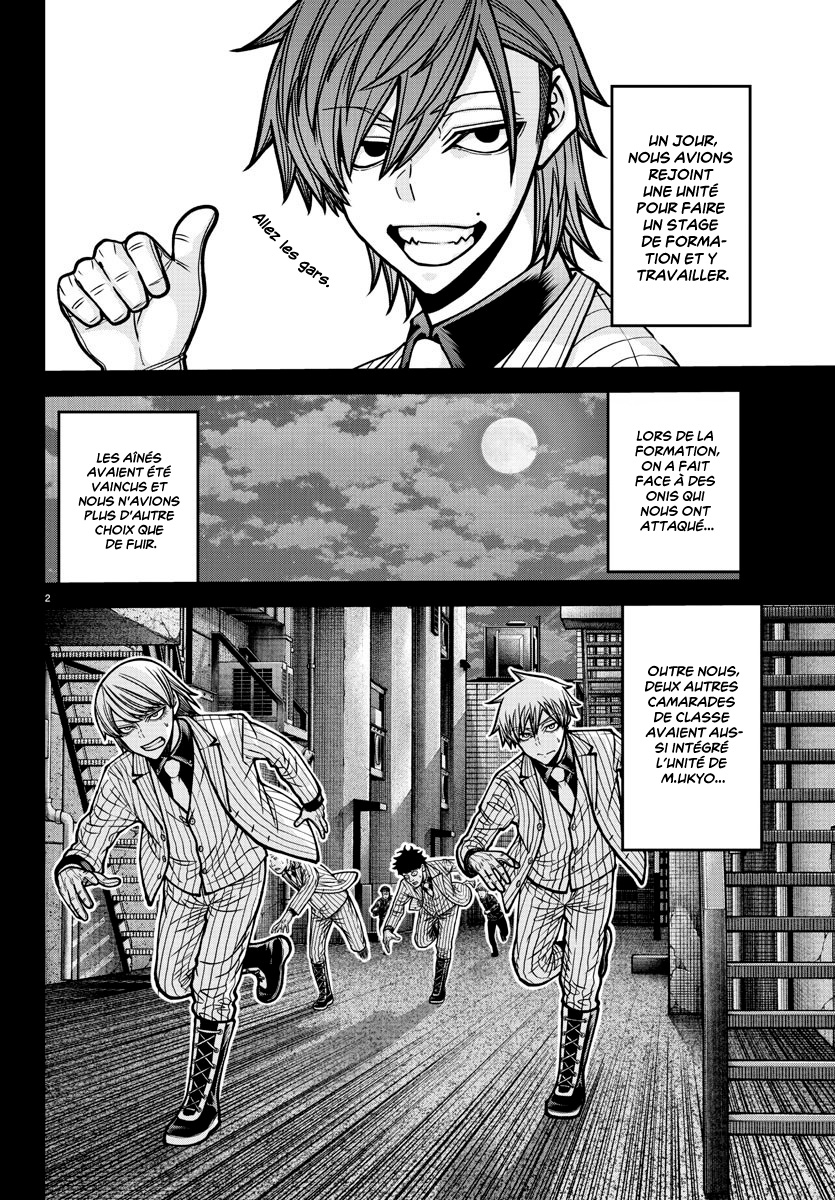 UN JOUR,
NOUS AVIONS
REJOINT
UNE UNITÉ
POUR FAIRE
UN STAGE
DE FORMA-
TION ET Y
TRAVAILLER.
Allez les gars.
LORS DE LA
FORMATION,
ON A FAIT
FACE À DES
ONIS QUI
NOUS ONT
ATTAQUÉ...
LES AÎNÉS
AVAIENT ÉTÉ
VAINCUS ET
NOUS N'AVIONS
PLUS D'AUTRE
CHOIX QUE
DE FUIR.
2
OUTRE NOUS,
DEUX AUTRES
CAMARADES
DE CLASSE
AVAIENT AUS-
SI INTÉGRÉ
L'UNITÉ DE
M.UKYO...